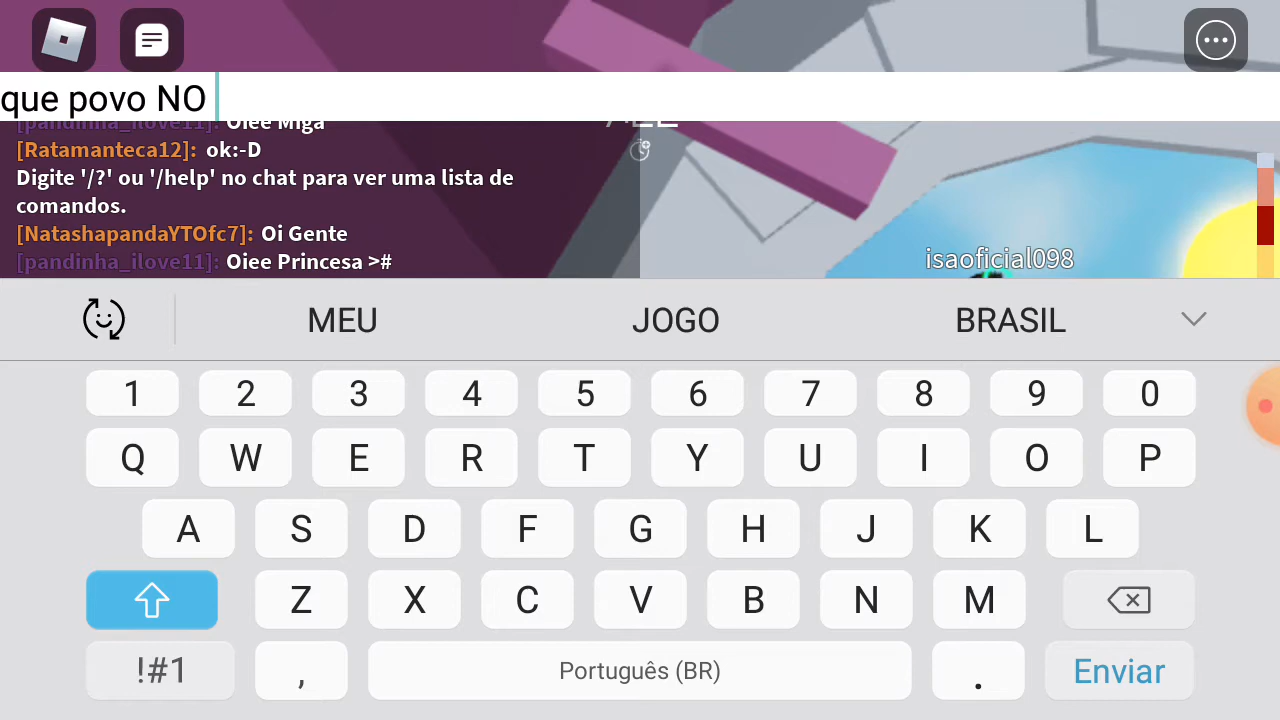 que povo NO
[pandinha_ilove11]: Oiee Miga
[Ratamanteca12]: ok:-D
Digite '/?' ou '/help' no chat para ver uma lista de
comandos.
[NatashapandaYTOfc7]: Oi Gente
[pandinha_ilove11]: Oiee Princesa >#
isaoficial098
MEU JOGO BRASIL
1 2 3 4 5 6 7 8 9 0
Q W E R T Y U I O P
A S D F G H J K L
Z X C V B N M
!#1 , Português (BR) . Enviar